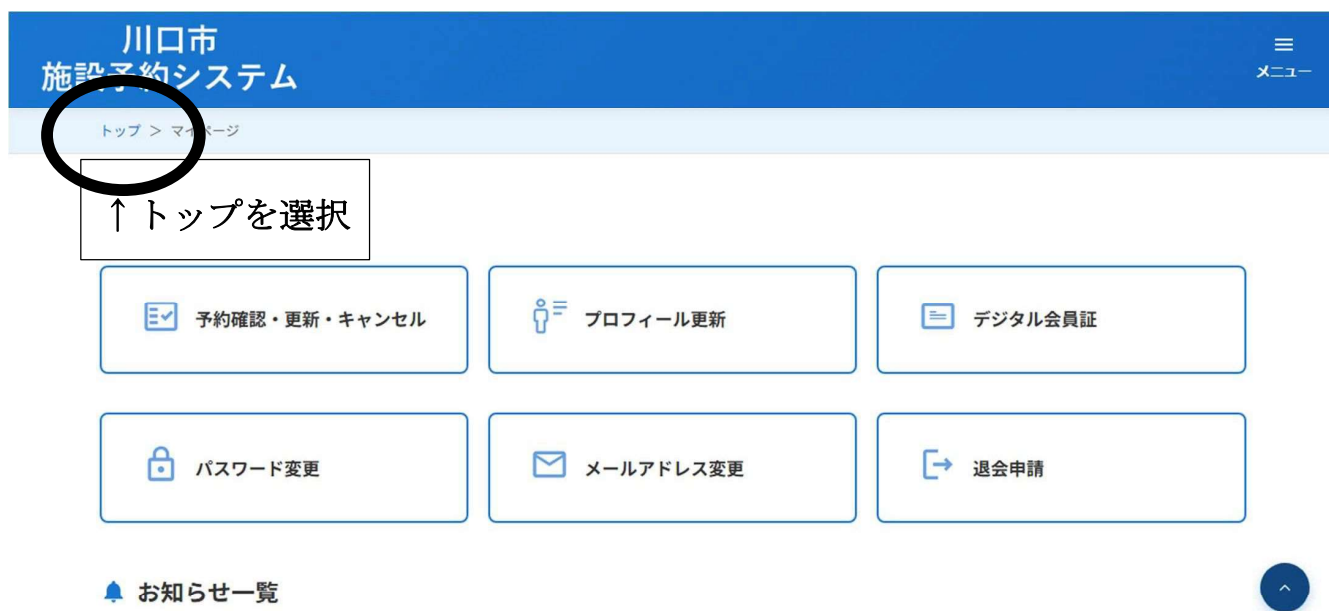 川口市
施設予約システム
メニュー
トップ > マイページ
↑トップを選択
予約確認・更新・キャンセル
プロフィール更新
デジタル会員証
パスワード変更
メールアドレス変更
退会申請
お知らせ一覧